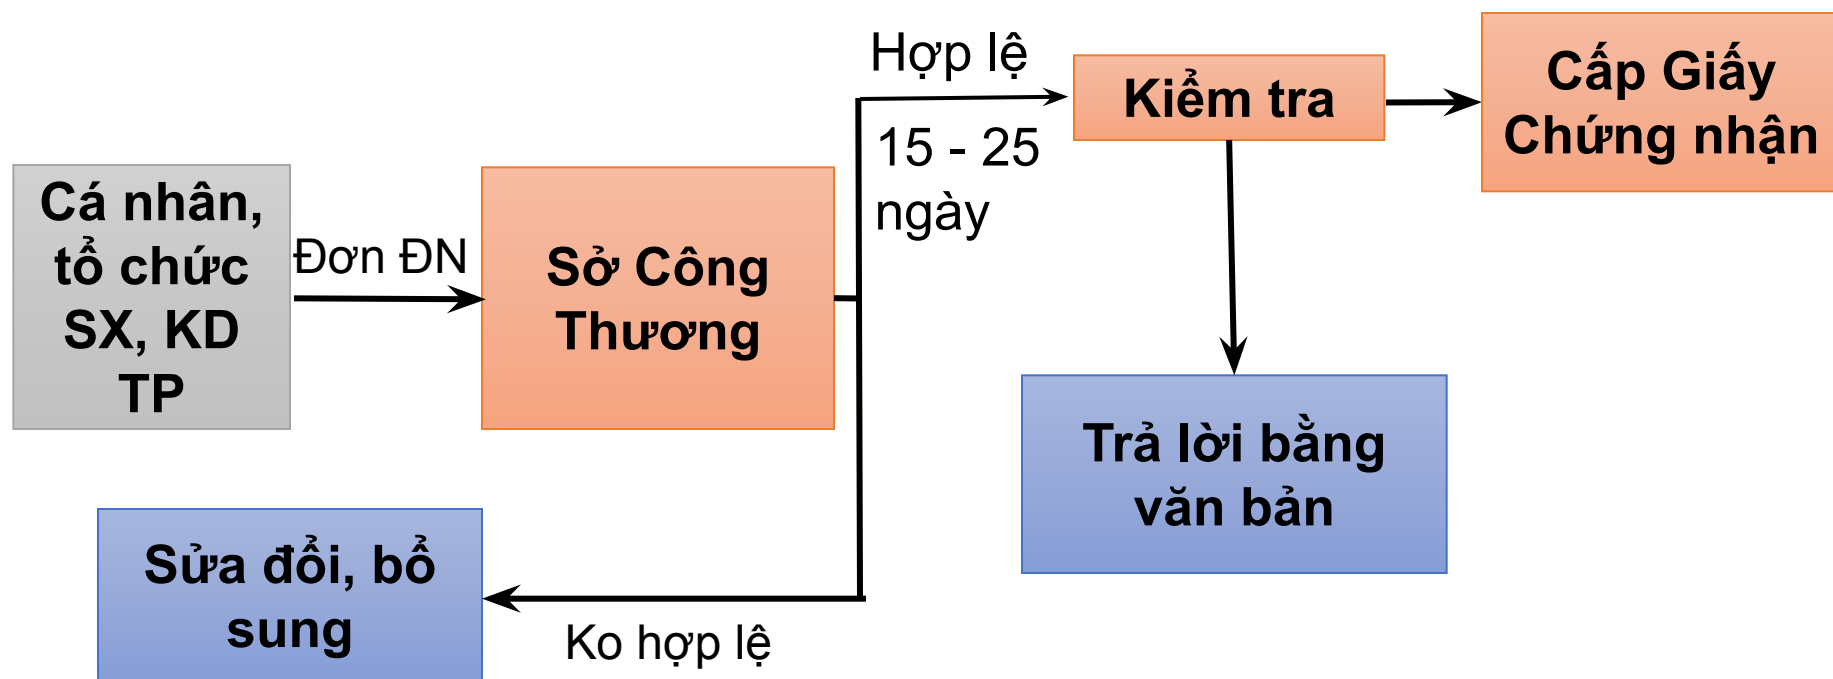 Cá nhân,
tổ chức
SX, KD
TP
Đơn ĐN
Sở Công
Thương
Hợp lệ
15 - 25
ngày
Kiểm tra
Cấp Giấy
Chứng nhận
Trả lời bằng
văn bản
Sửa đổi, bổ
sung
Ko hợp lệ